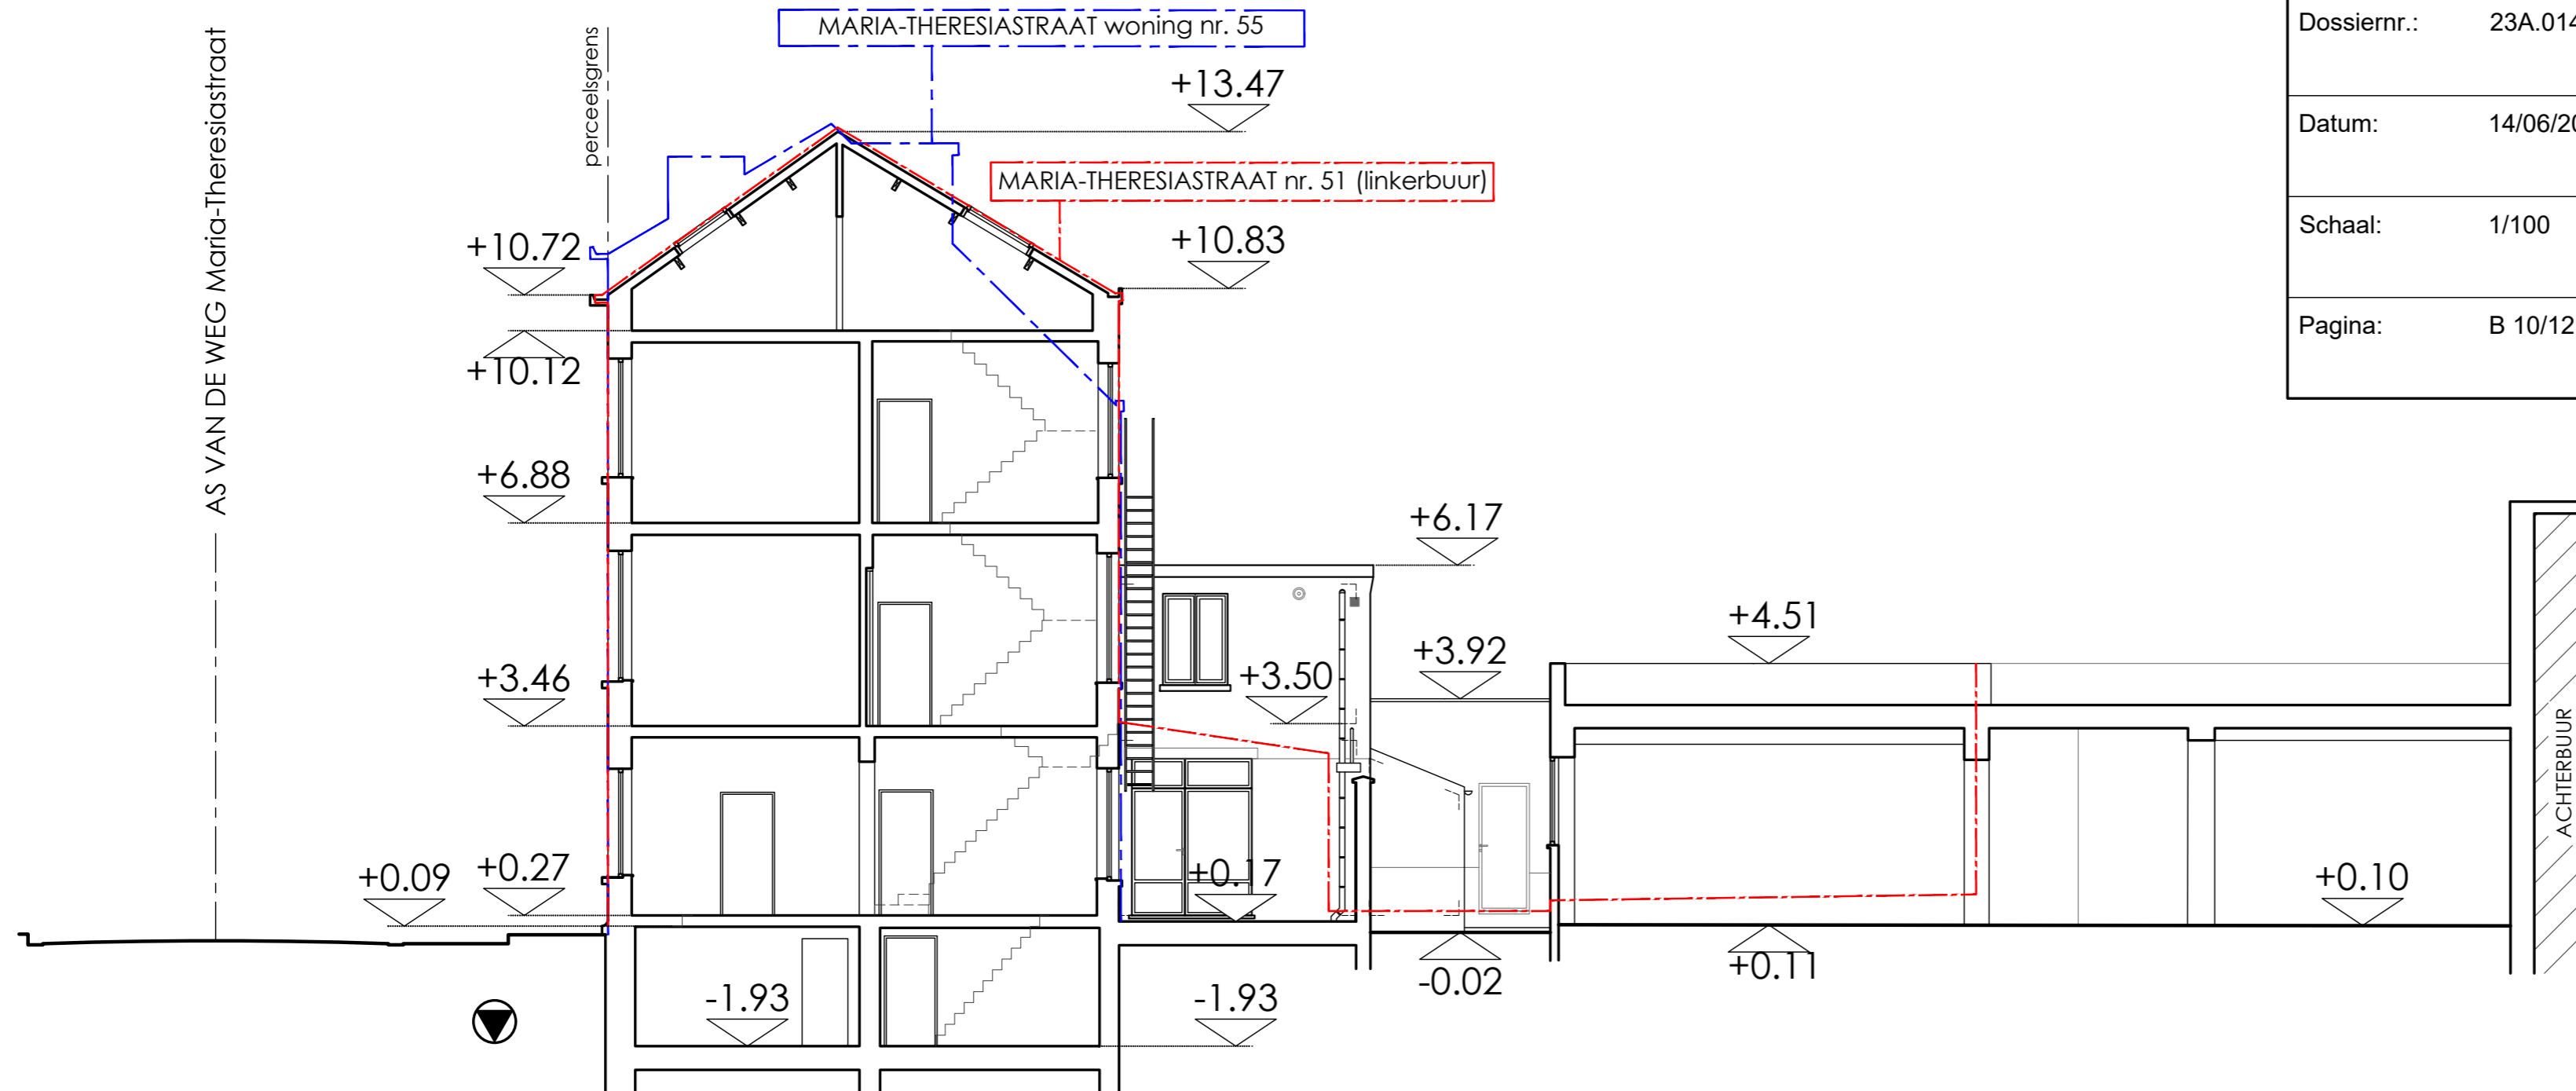 MARIA-THERESIASTRAAT woning nr. 55
MARIA-THERESIASTRAAT nr. 51 (linkerbuur)
AS VAN DE WEG Maria-Theresiastraat
perceelsgrens
+13.47
+10.72
+10.83
+10.12
+6.88
+6.17
+4.51
+3.92
+3.50
+3.46
+0.09
+0.27
+0.17
+0.10
+0.11
-0.02
-1.93
-1.93
ACHTERBUUR
Dossiernr.: 23A.014
Datum: 14/06/20
Schaal: 1/100
Pagina: B 10/12